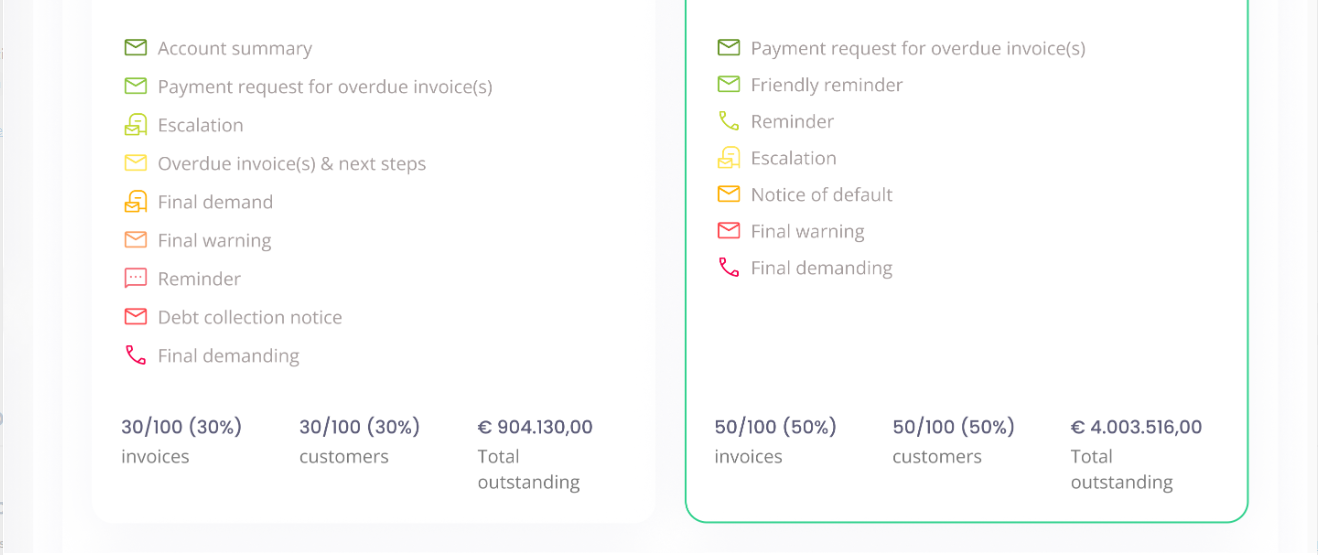 Account summary
Payment request for overdue invoice(s)
Escalation
Overdue invoice(s) & next steps
Final demand
Final warning
Reminder
Debt collection notice
Final demanding
30/100 (30%)
invoices
30/100 (30%)
customers
€ 904.130,00
Total
outstanding
Payment request for overdue invoice(s)
Friendly reminder
Reminder
Escalation
Notice of default
Final warning
Final demanding
50/100 (50%)
invoices
50/100 (50%)
customers
€ 4.003.516,00
Total
outstanding